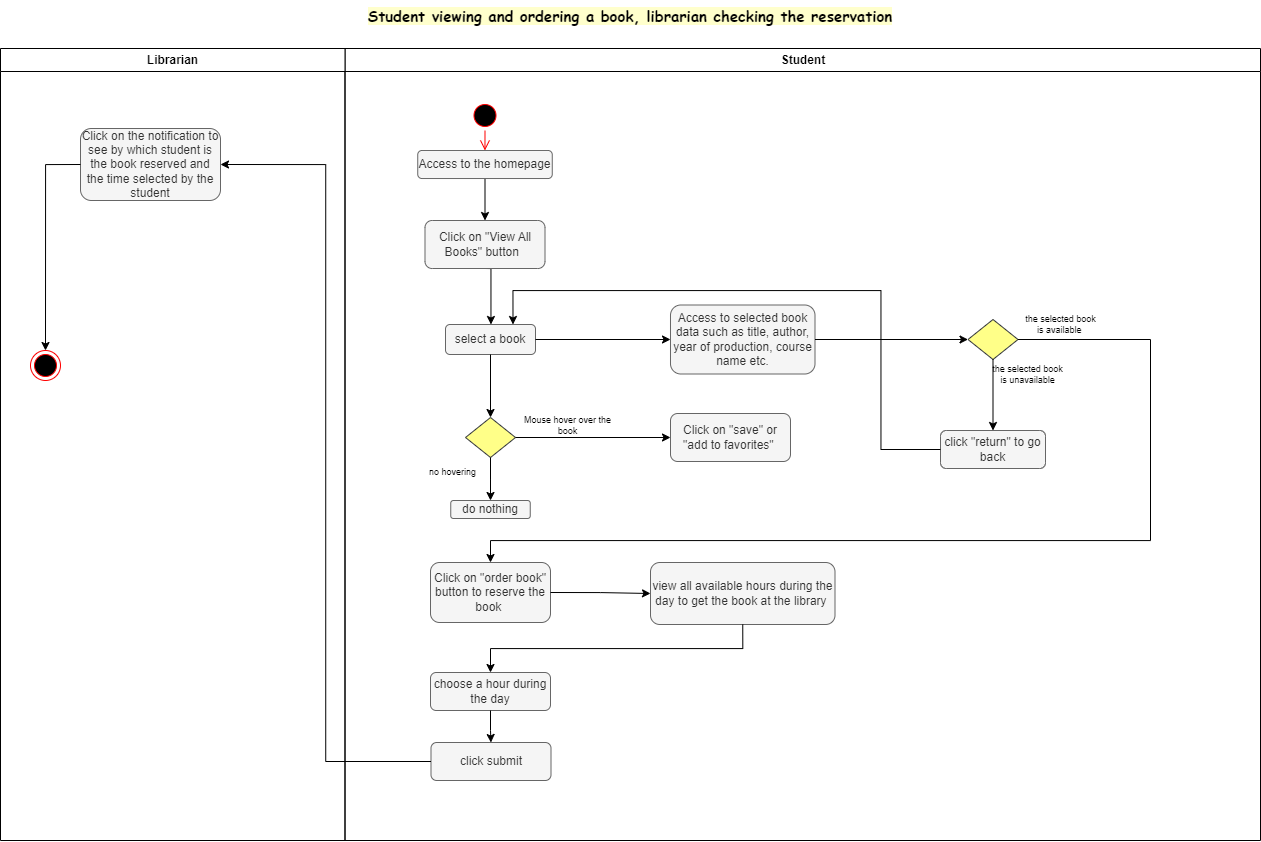 Student viewing and ordering a book, librarian checking the reservation
Librarian
Student
Click on the notification to
see by which student is
the book reserved and
the time selected by the
student
Access to the homepage
Click on "View All
Books" button
select a book
Access to selected book
data such as title, author,
year of production, course
name etc.
the selected book
is available
the selected book
is unavailable
Mouse hover over the
book
Click on "save" or
"add to favorites"
click "return" to go
back
no hovering
do nothing
Click on "order book"
button to reserve the
book
view all available hours during the
day to get the book at the library
choose a hour during
the day
click submit